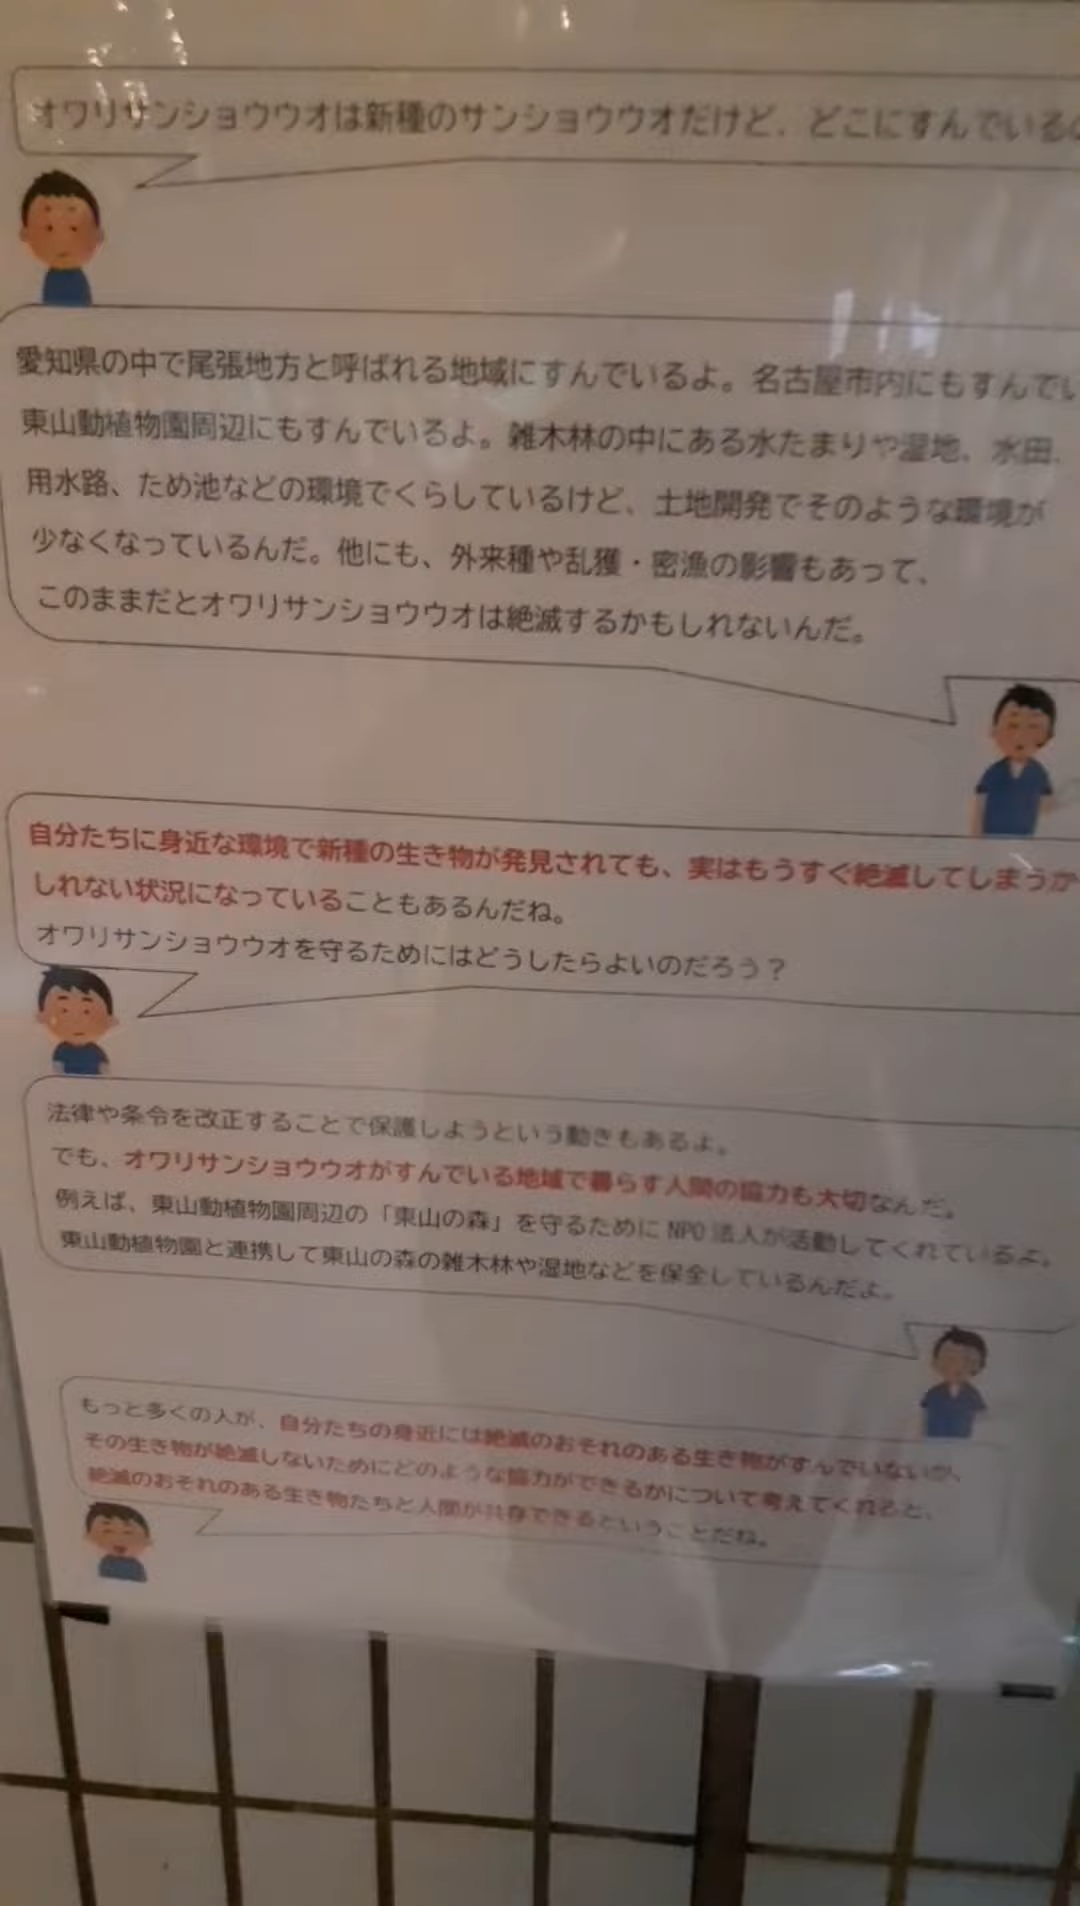 オワリサンショウウオは新種のサンショウウオだけど、どこにすんでいる
愛知県の中で尾張地方と呼ばれる地域にすんでいるよ。名古屋市内にもすんでい
東山動植物園周辺にもすんでいるよ。雑木林の中にある水たまりや湿地、水田、
用水路、ため池などの環境でくらしているけど、土地開発でそのような環境が
少なくなっているんだ。他にも、外来種や乱獲・密漁の影響もあって、
このままだとオワリサンショウウオは絶滅するかもしれないんだ。
自分たちに身近な環境で新種の生き物が発見されても、実はもうすぐ絶滅してしまうか
しれない状況になっていることもあるんだね。
オワリサンショウウオを守るためにはどうしたらよいのだろう？
法律や条令を改正することで保護しようという動きもあるよ。
でも、オワリサンショウウオがすんでいる地域で暮らす人間の協力も大切なんだ。
例えば、東山動植物園周辺の「東山の森」を守るためにNPO法人が活動してくれているよ。
東山動植物園と連携して東山の森の雑木林や湿地などを保全しているんだよ。
もっと多くの人が、自分たちの身近には絶滅のおそれのある生き物がすんでいないか、
その生き物が絶滅しないためにどのような協力ができるかについて考えてくれると、
絶滅のおそれのある生き物たちと人間が共存できるということだね。